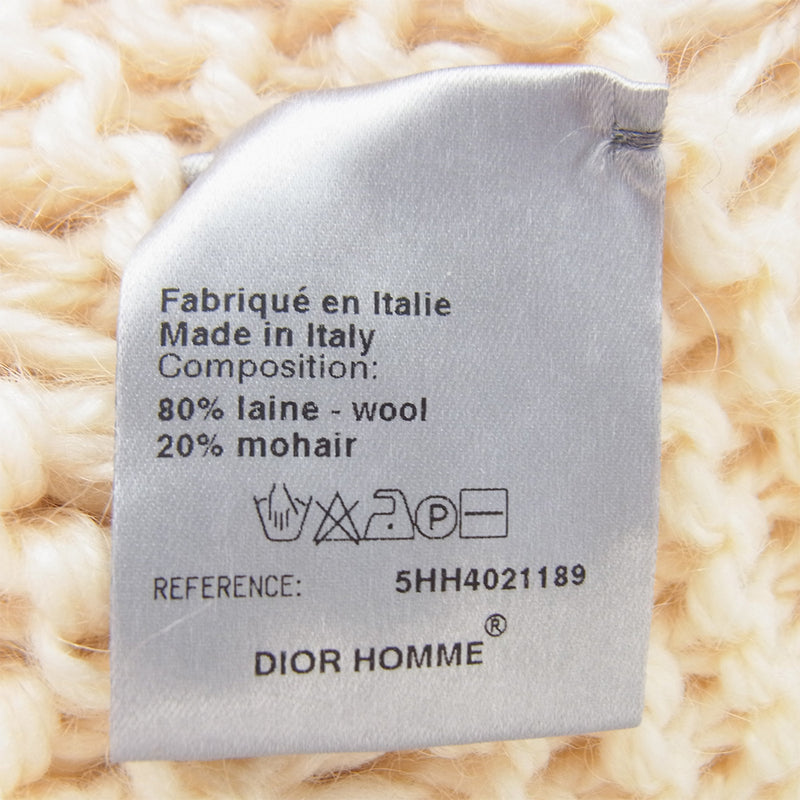 Fabriqué en Italie
Made in Italy
Composition:
80% laine - wool
20% mohair
P
REFERENCE: 5HH4021189
DIOR HOMME®